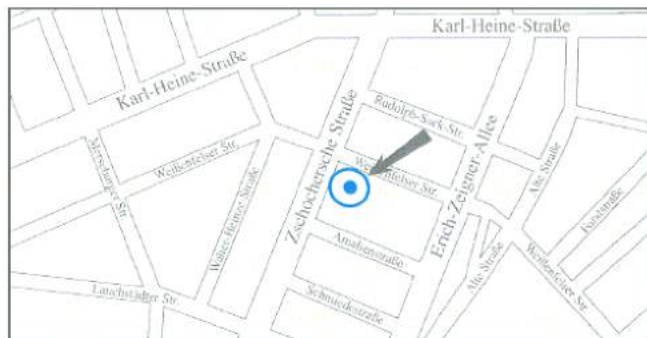 Karl-Heine-Straße
Karl-Heine-Straße
Rudolph-Sack-Str.
Merseburger Str.
Weißenfelser Str.
Walter-Heinze-Straße
Zschochersche Straße
Weißenfelser Str.
Erich-Zeigner-Allee
Alte Straße
Amalienstraße
Alte Straße
Weißenfelser Str.
Lauchstädter Str.
Schmiedestraße